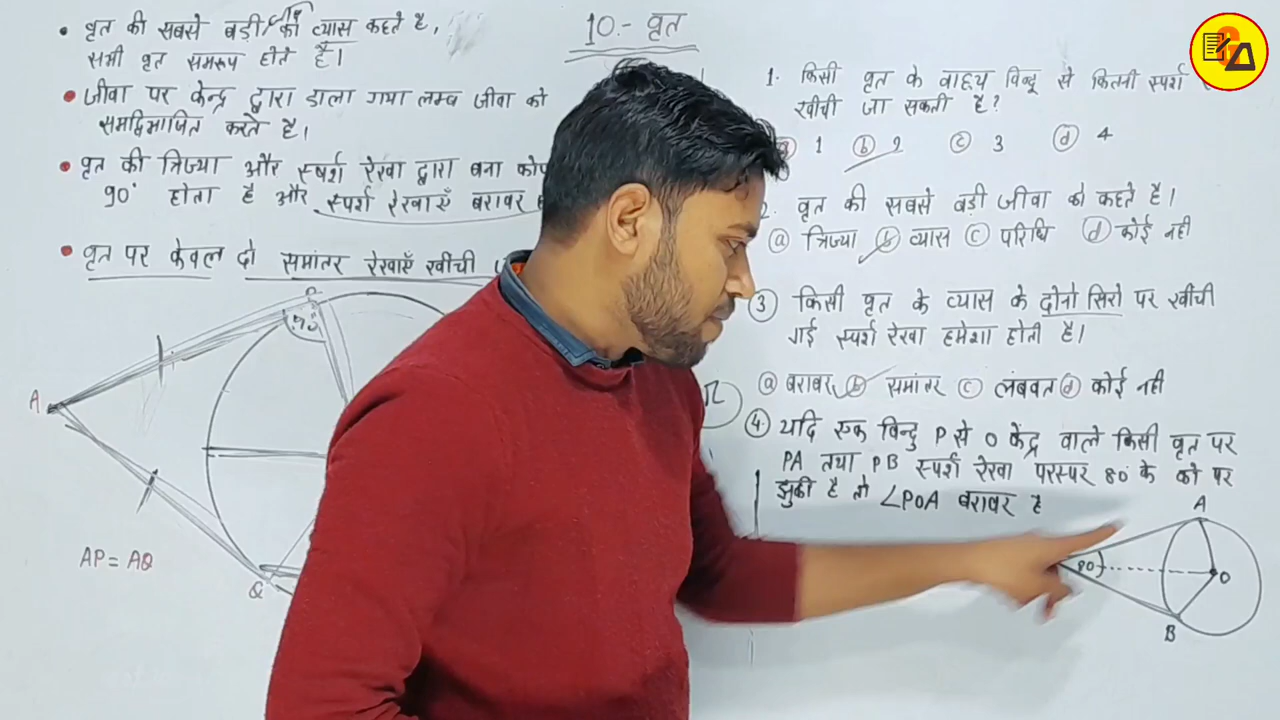 10.- वृत
• वृत की सबसे बड़ी जीवा को व्यास कहते है,
सभी वृत समरूप होते हैं।
• जीवा पर केन्द्र द्वारा डाला गया लम्ब जीवा को
समद्विभाजित करते है।
• वृत की त्रिज्या और स्पर्श रेखा द्वारा बना
90° होता है और स्पर्श रेखाएँ बराबर
• वृत पर केवल दो समांतर रेखाएँ खींची
90
A
Q
AP = AQ
1. किसी वृत के वाह्य विन्दु से कितनी स्पर्श
खींची जा सकती है?
1 (b) 2 (c) 3 (d) 4
2. वृत की सबसे बड़ी जीवा को कहते है।
(a) त्रिज्या (b) व्यास (c) परिधि (d) कोई नही
(3) किसी वृत के व्यास के दोनो सिरो पर खींची
गई स्पर्श रेखा हमेशा होती है।
(a) बराबर (b) समांतर (c) लंबवत (d) कोई नही
(4.) यदि एक विन्दु P से O केंद्र वाले किसी वृत पर
PA तथा PB स्पर्श रेखा परस्पर 80° के को पर
झुकी है तो ∠POA बराबर है
A
80
O
B